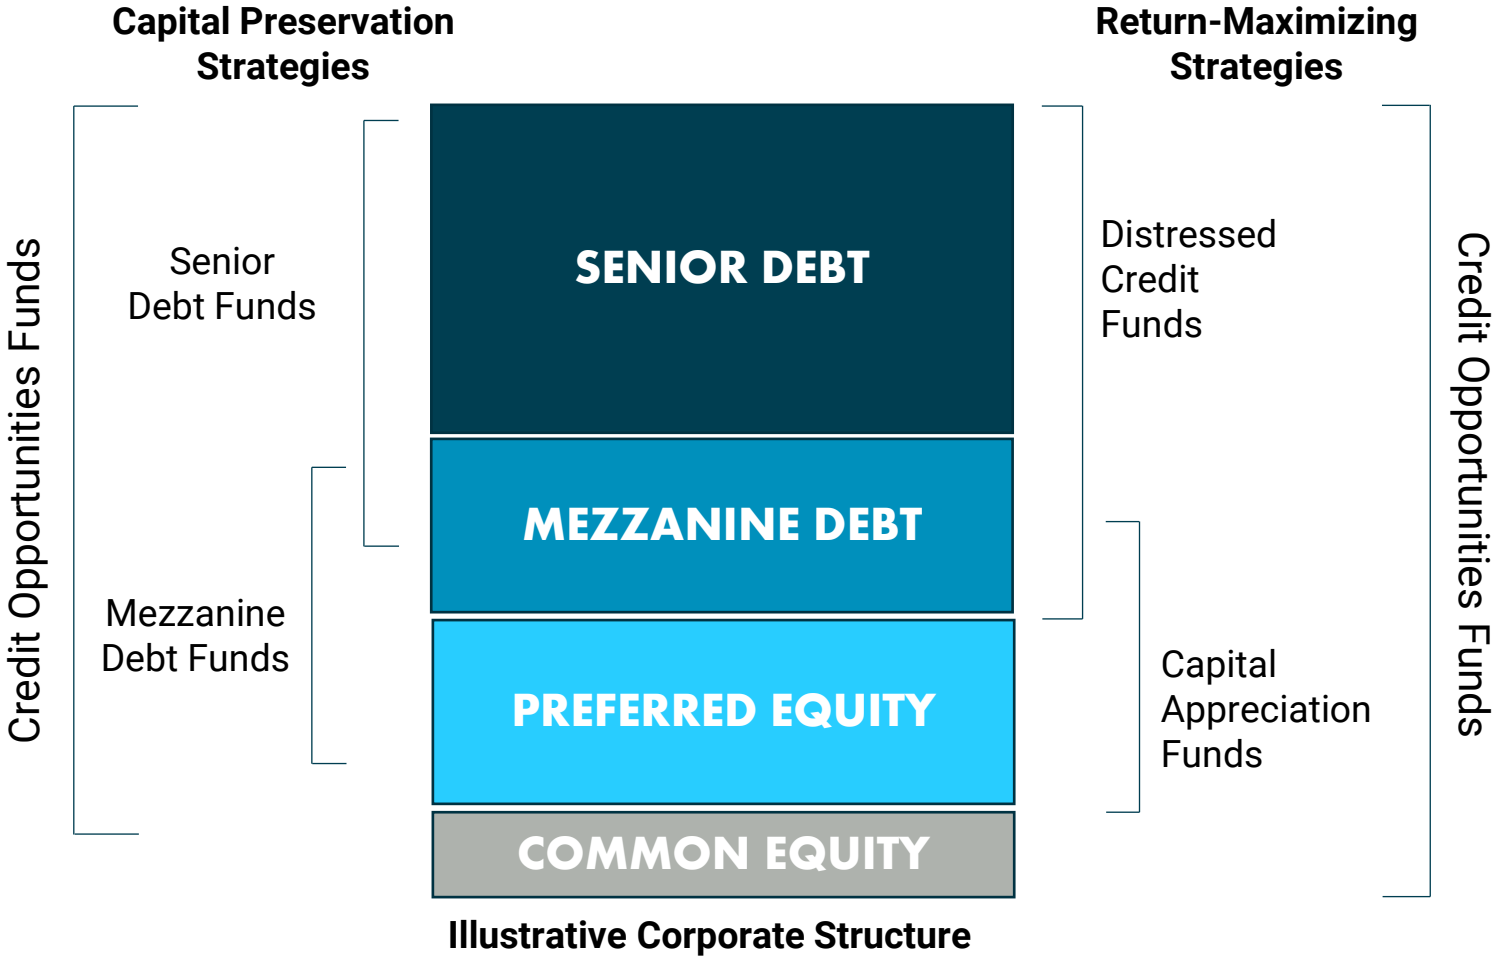 Capital Preservation
Strategies
Return-Maximizing
Strategies
Credit Opportunities Funds
Senior
Debt Funds
Mezzanine
Debt Funds
SENIOR DEBT
MEZZANINE DEBT
PREFERRED EQUITY
COMMON EQUITY
Distressed
Credit
Funds
Capital
Appreciation
Funds
Credit Opportunities Funds
Illustrative Corporate Structure